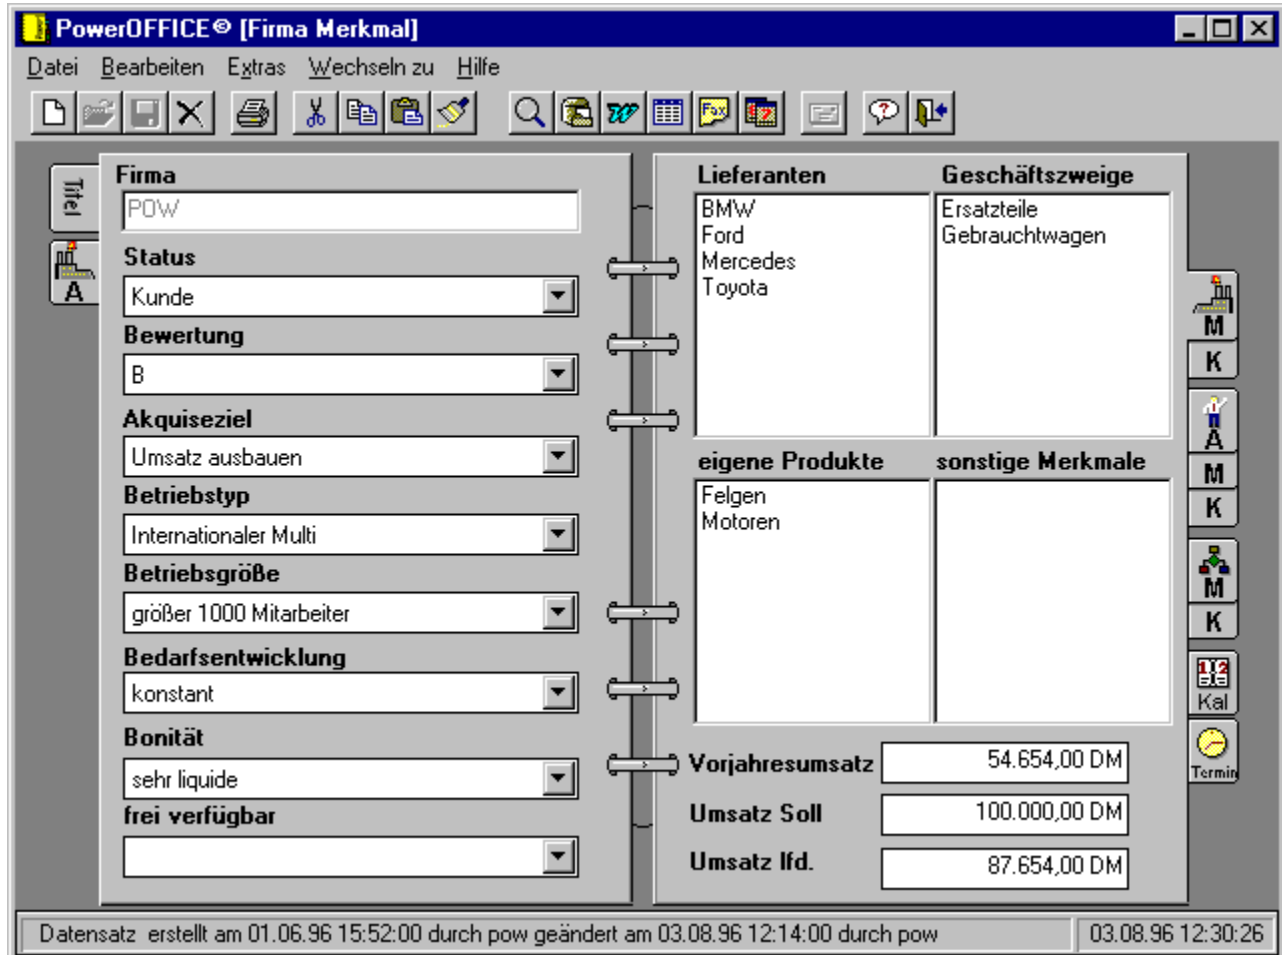 PowerOFFICE© [Firma Merkmal]
Datei Bearbeiten Extras Wechseln zu Hilfe
Fax
Titel
A
Firma
POW
Status
Kunde
Bewertung
B
Akquiseziel
Umsatz ausbauen
Betriebstyp
Internationaler Multi
Betriebsgröße
größer 1000 Mitarbeiter
Bedarfsentwicklung
konstant
Bonität
sehr liquide
frei verfügbar
Lieferanten
BMW
Ford
Mercedes
Toyota
Geschäftszweige
Ersatzteile
Gebrauchtwagen
eigene Produkte
Felgen
Motoren
sonstige Merkmale
Vorjahresumsatz 54.654,00 DM
Umsatz Soll 100.000,00 DM
Umsatz lfd. 87.654,00 DM
M
K
A
M
K
M
K
Kal
Termin
Datensatz erstellt am 01.06.96 15:52:00 durch pow geändert am 03.08.96 12:14:00 durch pow 03.08.96 12:30:26